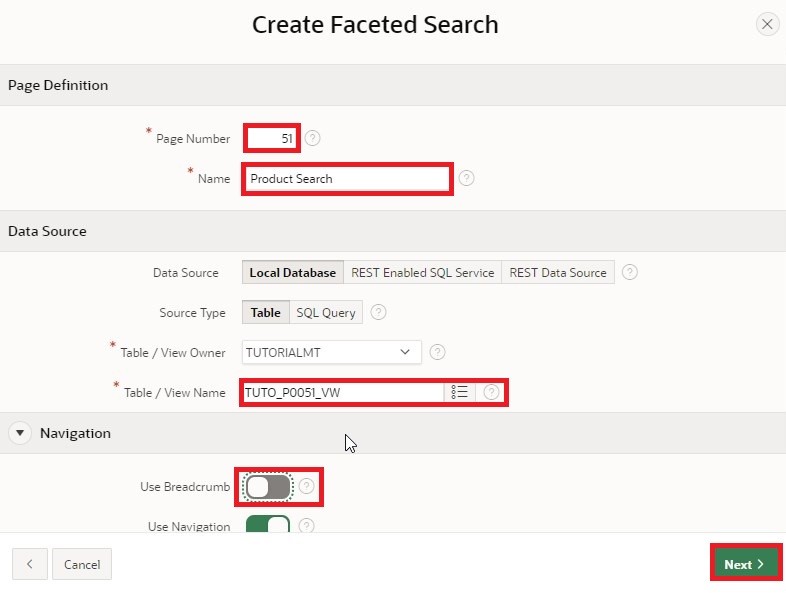 Create Faceted Search
Page Definition
* Page Number 51 ?
* Name Product Search ?
Data Source
Data Source Local Database REST Enabled SQL Service REST Data Source ?
Source Type Table SQL Query ?
* Table / View Owner TUTORIALMT ?
* Table / View Name TUTO_P0051_VW ?
Navigation
Use Breadcrumb ?
Use Navigation ?
Cancel Next